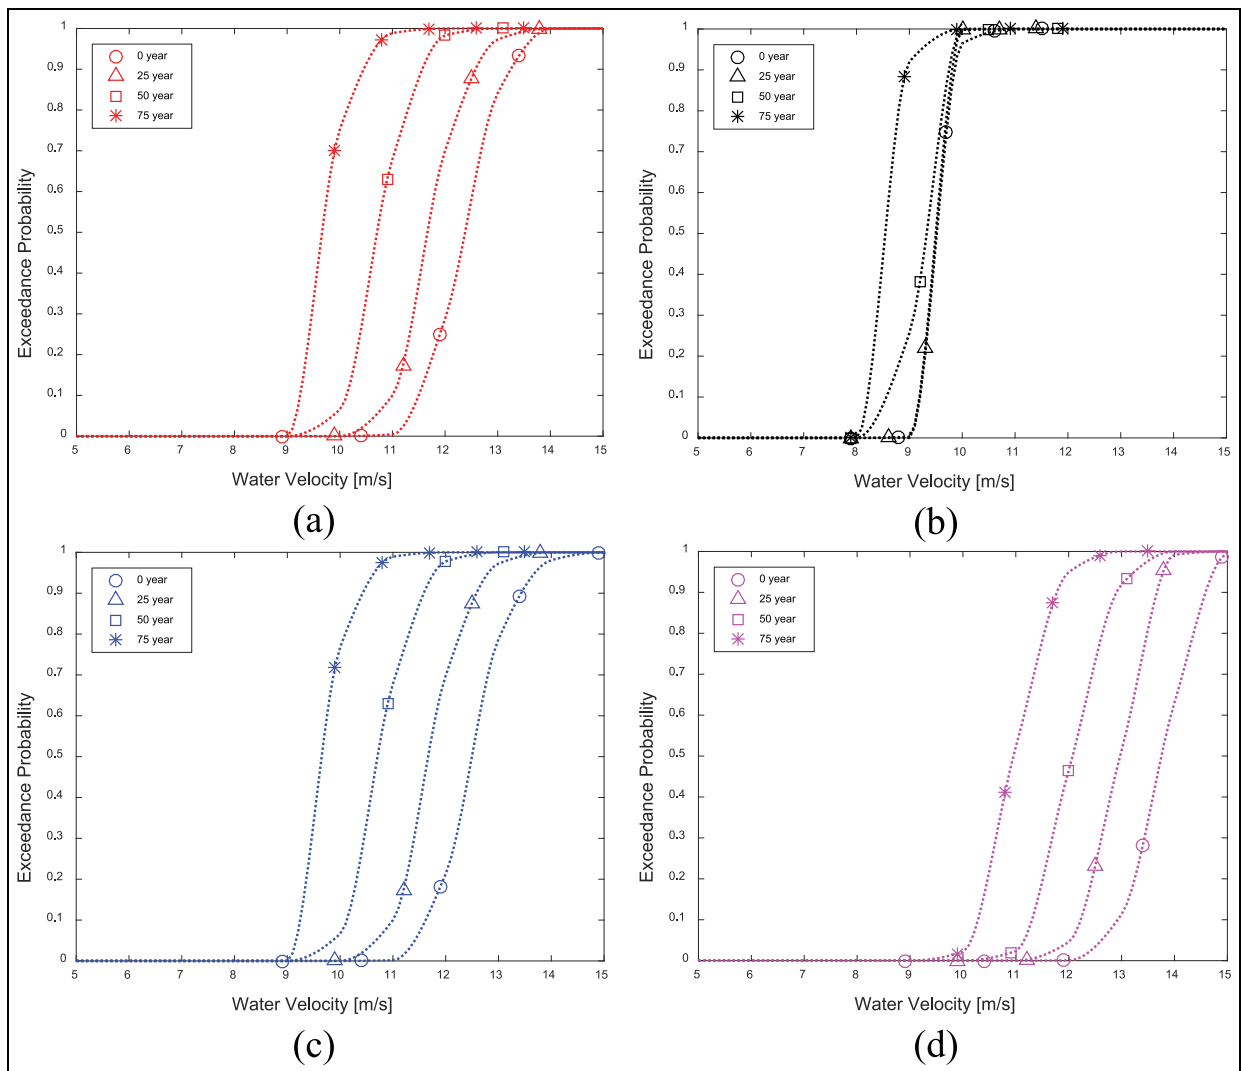 Exceedance Probability
1
0.9
0.8
0.7
0.6
0.5
0.4
0.3
0.2
0.1
0
0 year
25 year
50 year
75 year
5 6 7 8 9 10 11 12 13 14 15
Water Velocity [m/s]
(a)
Exceedance Probability
1
0.9
0.8
0.7
0.6
0.5
0.4
0.3
0.2
0.1
0
0 year
25 year
50 year
75 year
5 6 7 8 9 10 11 12 13 14 15
Water Velocity [m/s]
(b)
Exceedance Probability
1
0.9
0.8
0.7
0.6
0.5
0.4
0.3
0.2
0.1
0
0 year
25 year
50 year
75 year
5 6 7 8 9 10 11 12 13 14 15
Water Velocity [m/s]
(c)
Exceedance Probability
1
0.9
0.8
0.7
0.6
0.5
0.4
0.3
0.2
0.1
0
0 year
25 year
50 year
75 year
5 6 7 8 9 10 11 12 13 14 15
Water Velocity [m/s]
(d)